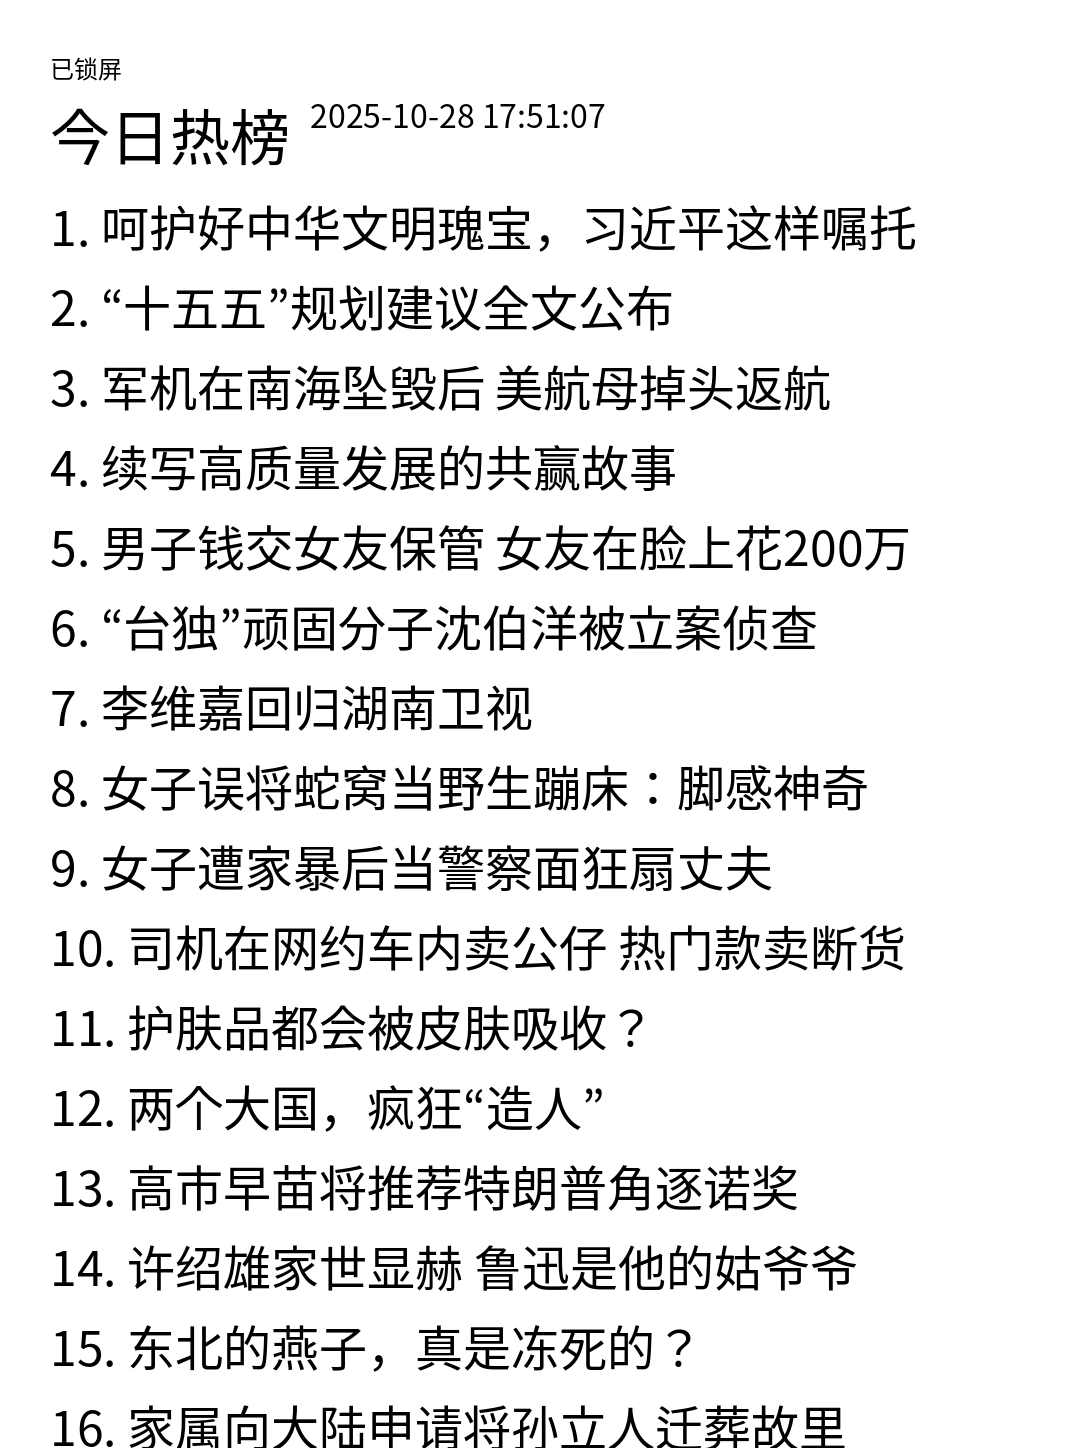 已锁屏
今日热榜 2025-10-28 17:51:07
1. 呵护好中华文明瑰宝，习近平这样嘱托
2. “十五五”规划建议全文公布
3. 军机在南海坠毁后 美航母掉头返航
4. 续写高质量发展的共赢故事
5. 男子钱交女友保管 女友在脸上花200万
6. “台独”顽固分子沈伯洋被立案侦查
7. 李维嘉回归湖南卫视
8. 女子误将蛇窝当野生蹦床：脚感神奇
9. 女子遭家暴后当警察面狂扇丈夫
10. 司机在网约车内卖公仔 热门款卖断货
11. 护肤品都会被皮肤吸收？
12. 两个大国，疯狂“造人”
13. 高市早苗将推荐特朗普角逐诺奖
14. 许绍雄家世显赫 鲁迅是他的姑爷爷
15. 东北的燕子，真是冻死的？
16. 家属向大陆申请将孙立人迁葬故里